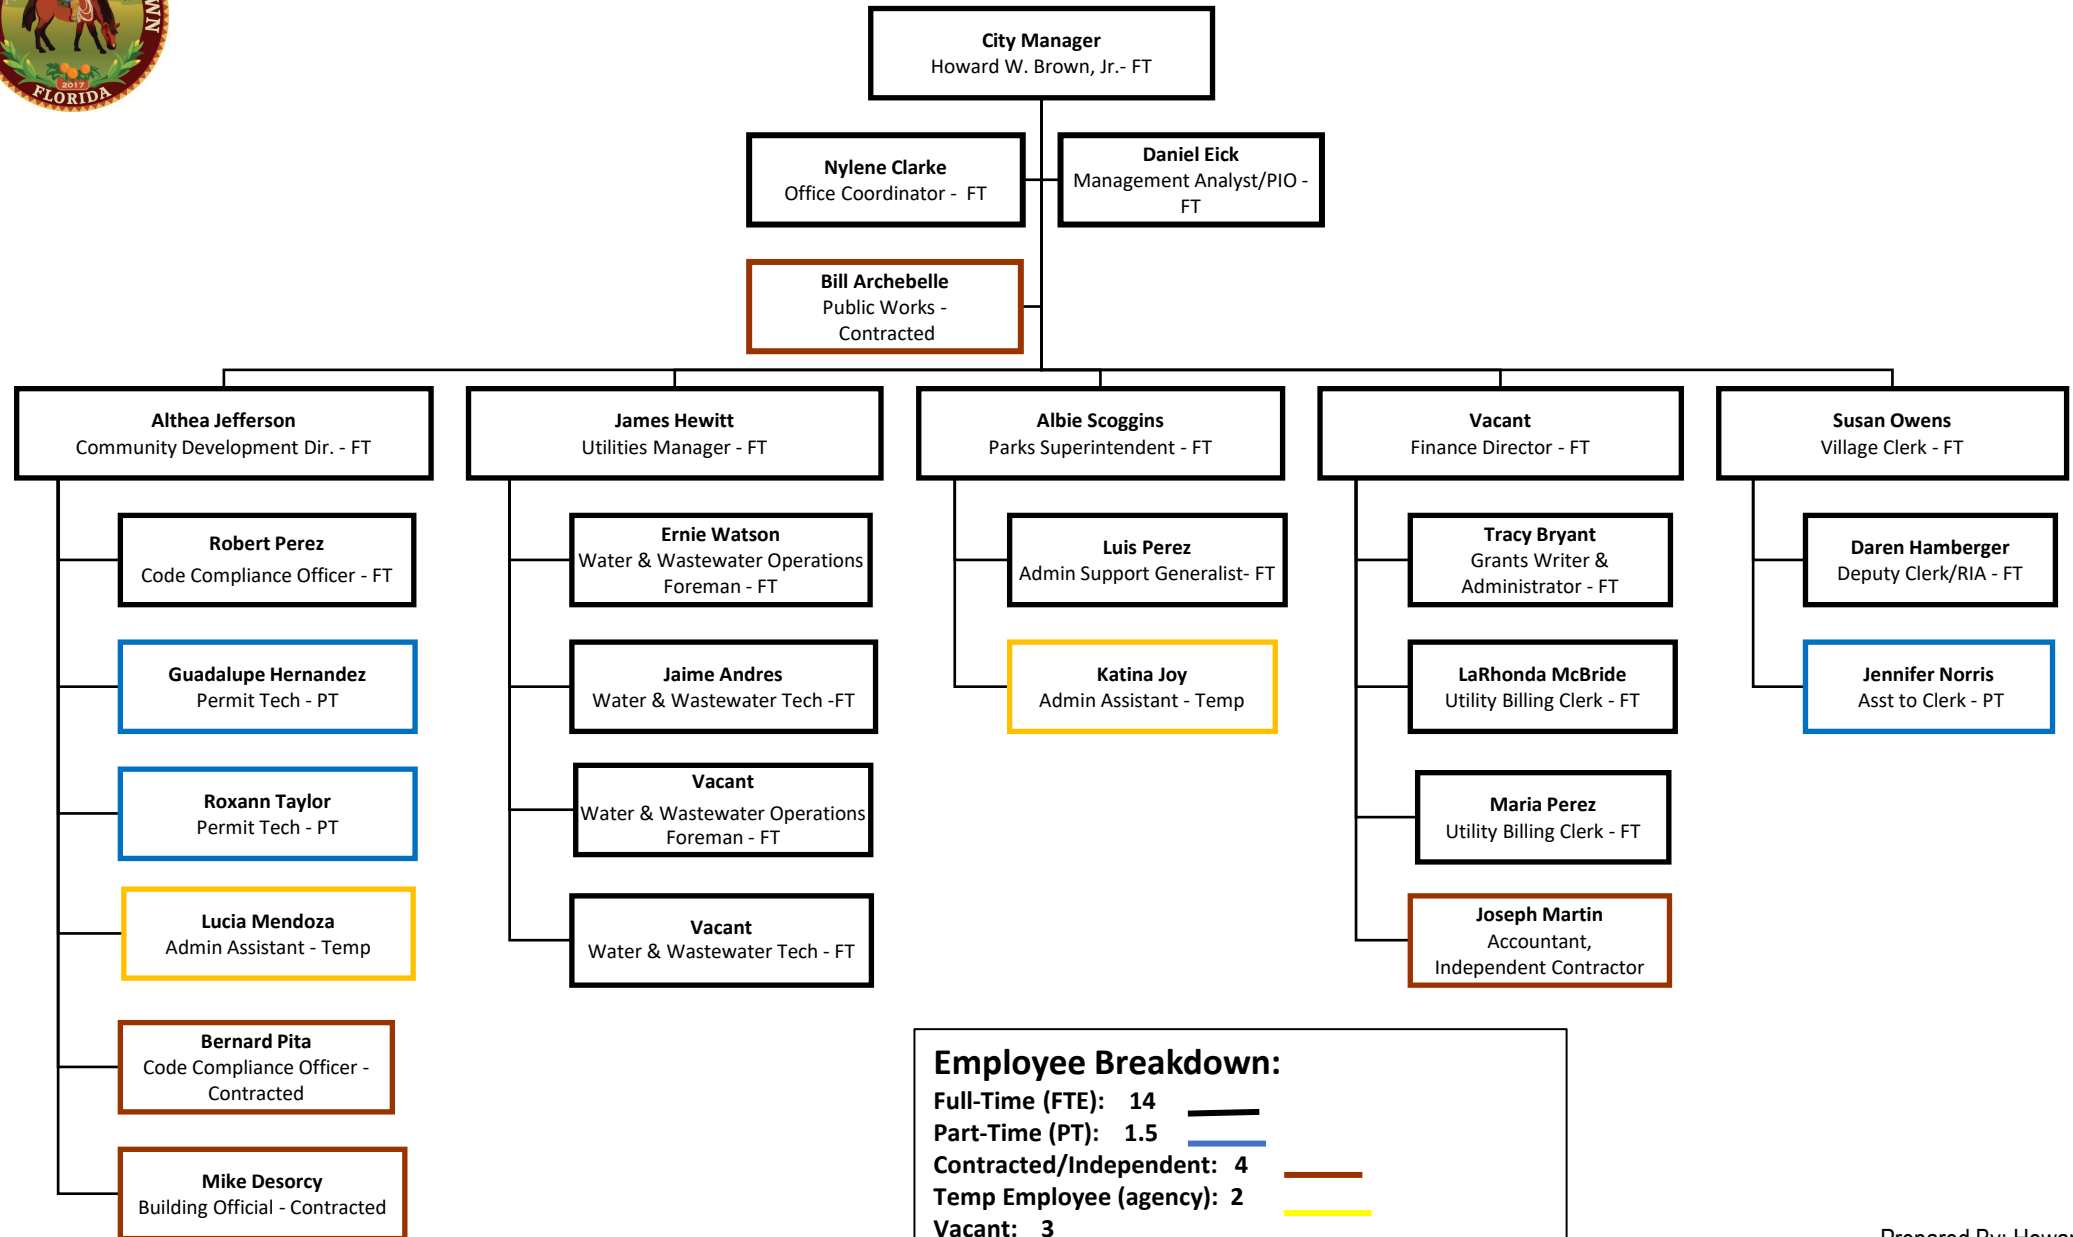 WN
2017
FLORIDA
City Manager
Howard W. Brown, Jr.- FT
Nylene Clarke
Office Coordinator - FT
Daniel Eick
Management Analyst/PIO -
FT
Bill Archebelle
Public Works -
Contracted
Althea Jefferson
Community Development Dir. - FT
James Hewitt
Utilities Manager - FT
Albie Scoggins
Parks Superintendent - FT
Vacant
Finance Director - FT
Susan Owens
Village Clerk - FT
Robert Perez
Code Compliance Officer - FT
Ernie Watson
Water & Wastewater Operations
Foreman - FT
Luis Perez
Admin Support Generalist- FT
Tracy Bryant
Grants Writer &
Administrator - FT
Daren Hamberger
Deputy Clerk/RIA - FT
Guadalupe Hernandez
Permit Tech - PT
Jaime Andres
Water & Wastewater Tech -FT
Katina Joy
Admin Assistant - Temp
LaRhonda McBride
Utility Billing Clerk - FT
Jennifer Norris
Asst to Clerk - PT
Roxann Taylor
Permit Tech - PT
Vacant
Water & Wastewater Operations
Foreman - FT
Maria Perez
Utility Billing Clerk - FT
Lucia Mendoza
Admin Assistant - Temp
Vacant
Water & Wastewater Tech - FT
Joseph Martin
Accountant,
Independent Contractor
Bernard Pita
Code Compliance Officer -
Contracted
Mike Desorcy
Building Official - Contracted
Employee Breakdown:
Full-Time (FTE): 14
Part-Time (PT): 1.5
Contracted/Independent: 4
Temp Employee (agency): 2
Vacant: 3
Prepared By: Howar